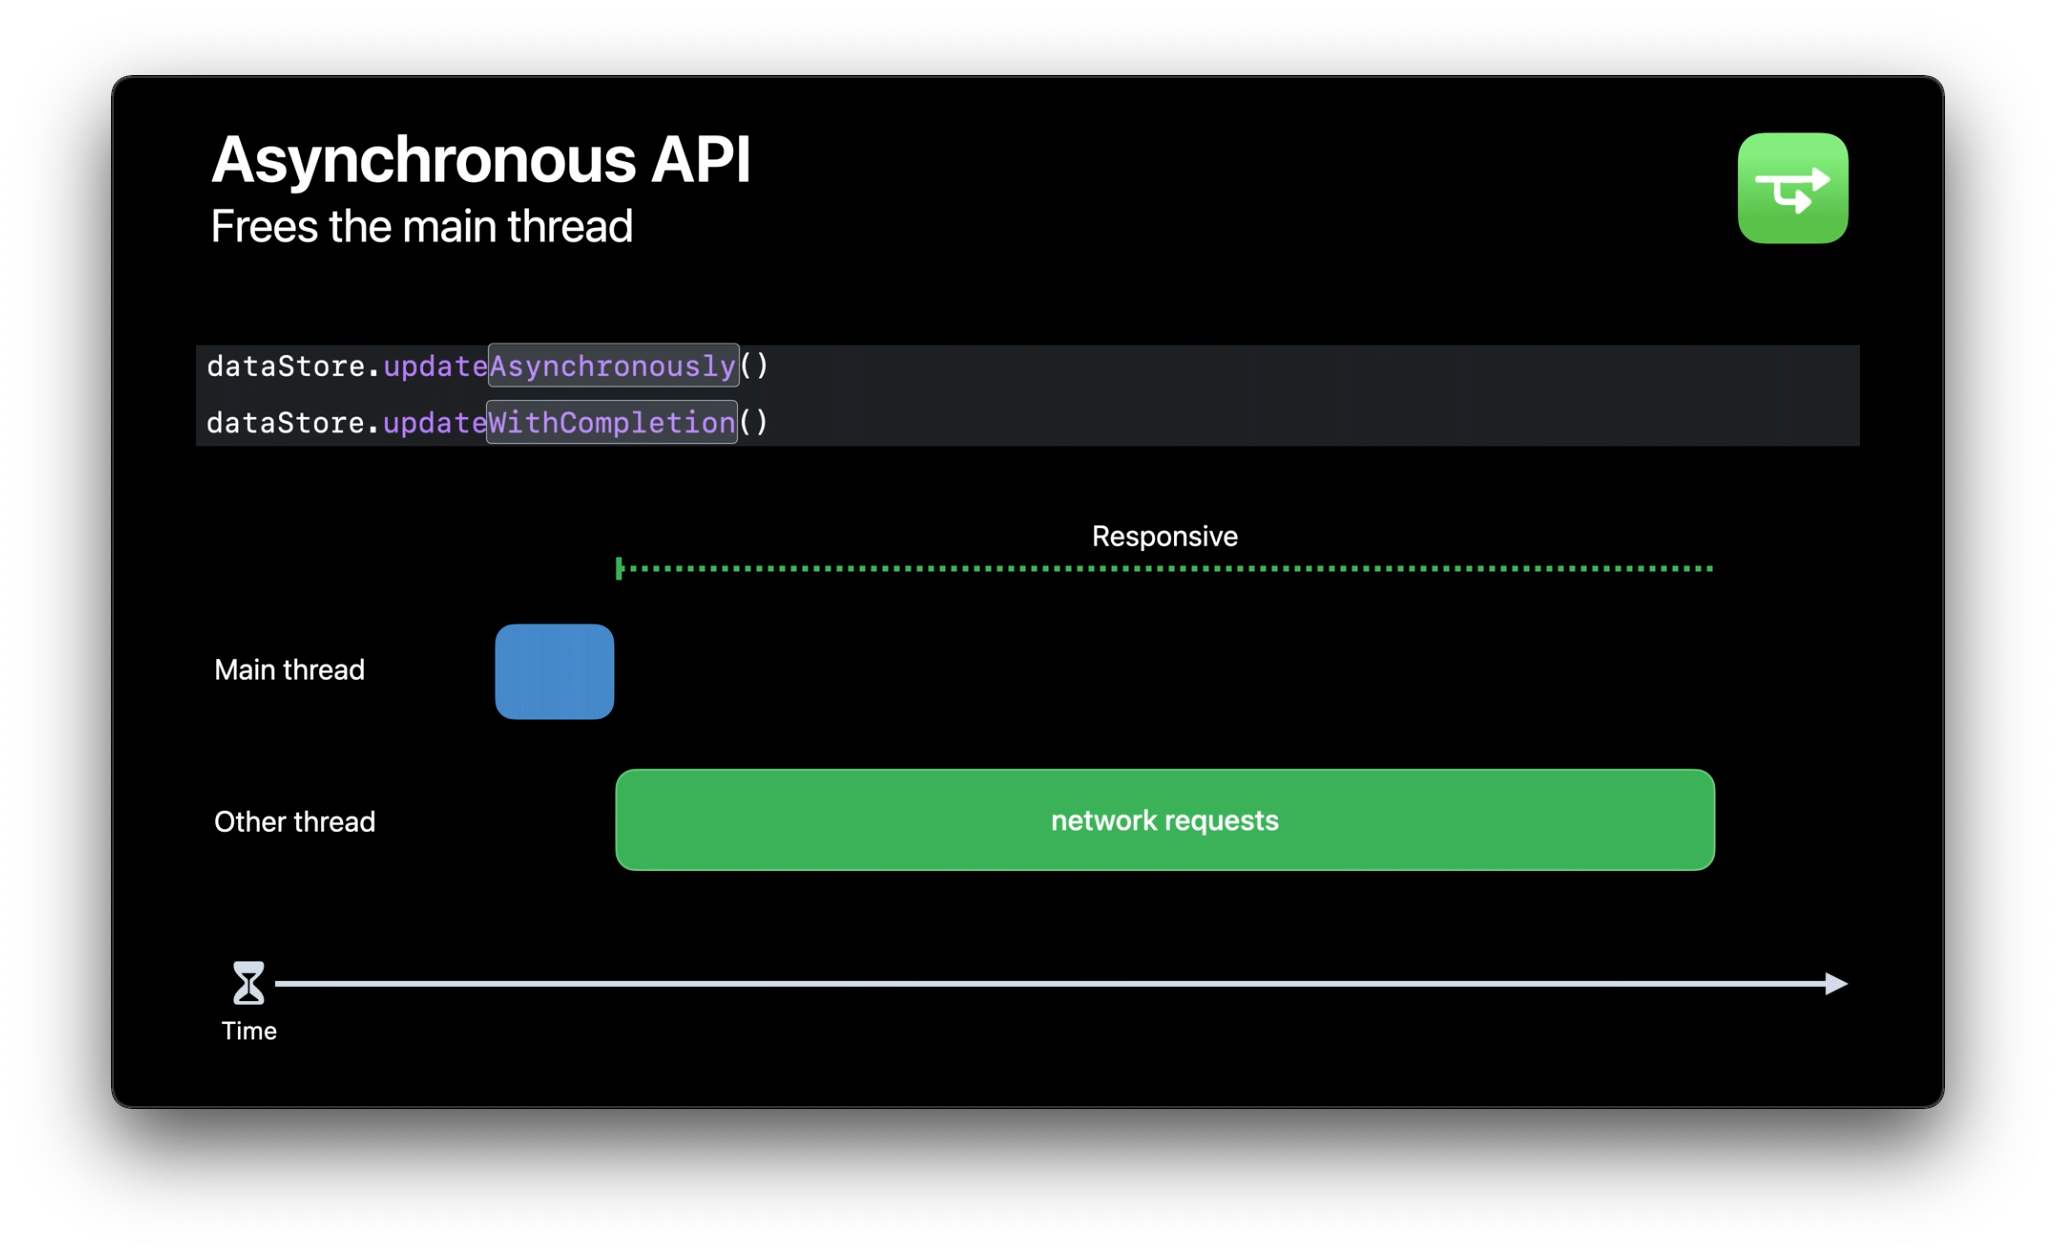 Asynchronous API
Frees the main thread
dataStore.updateAsynchronously()
dataStore.updateWithCompletion()
Responsive
Main thread
Other thread
network requests
Time